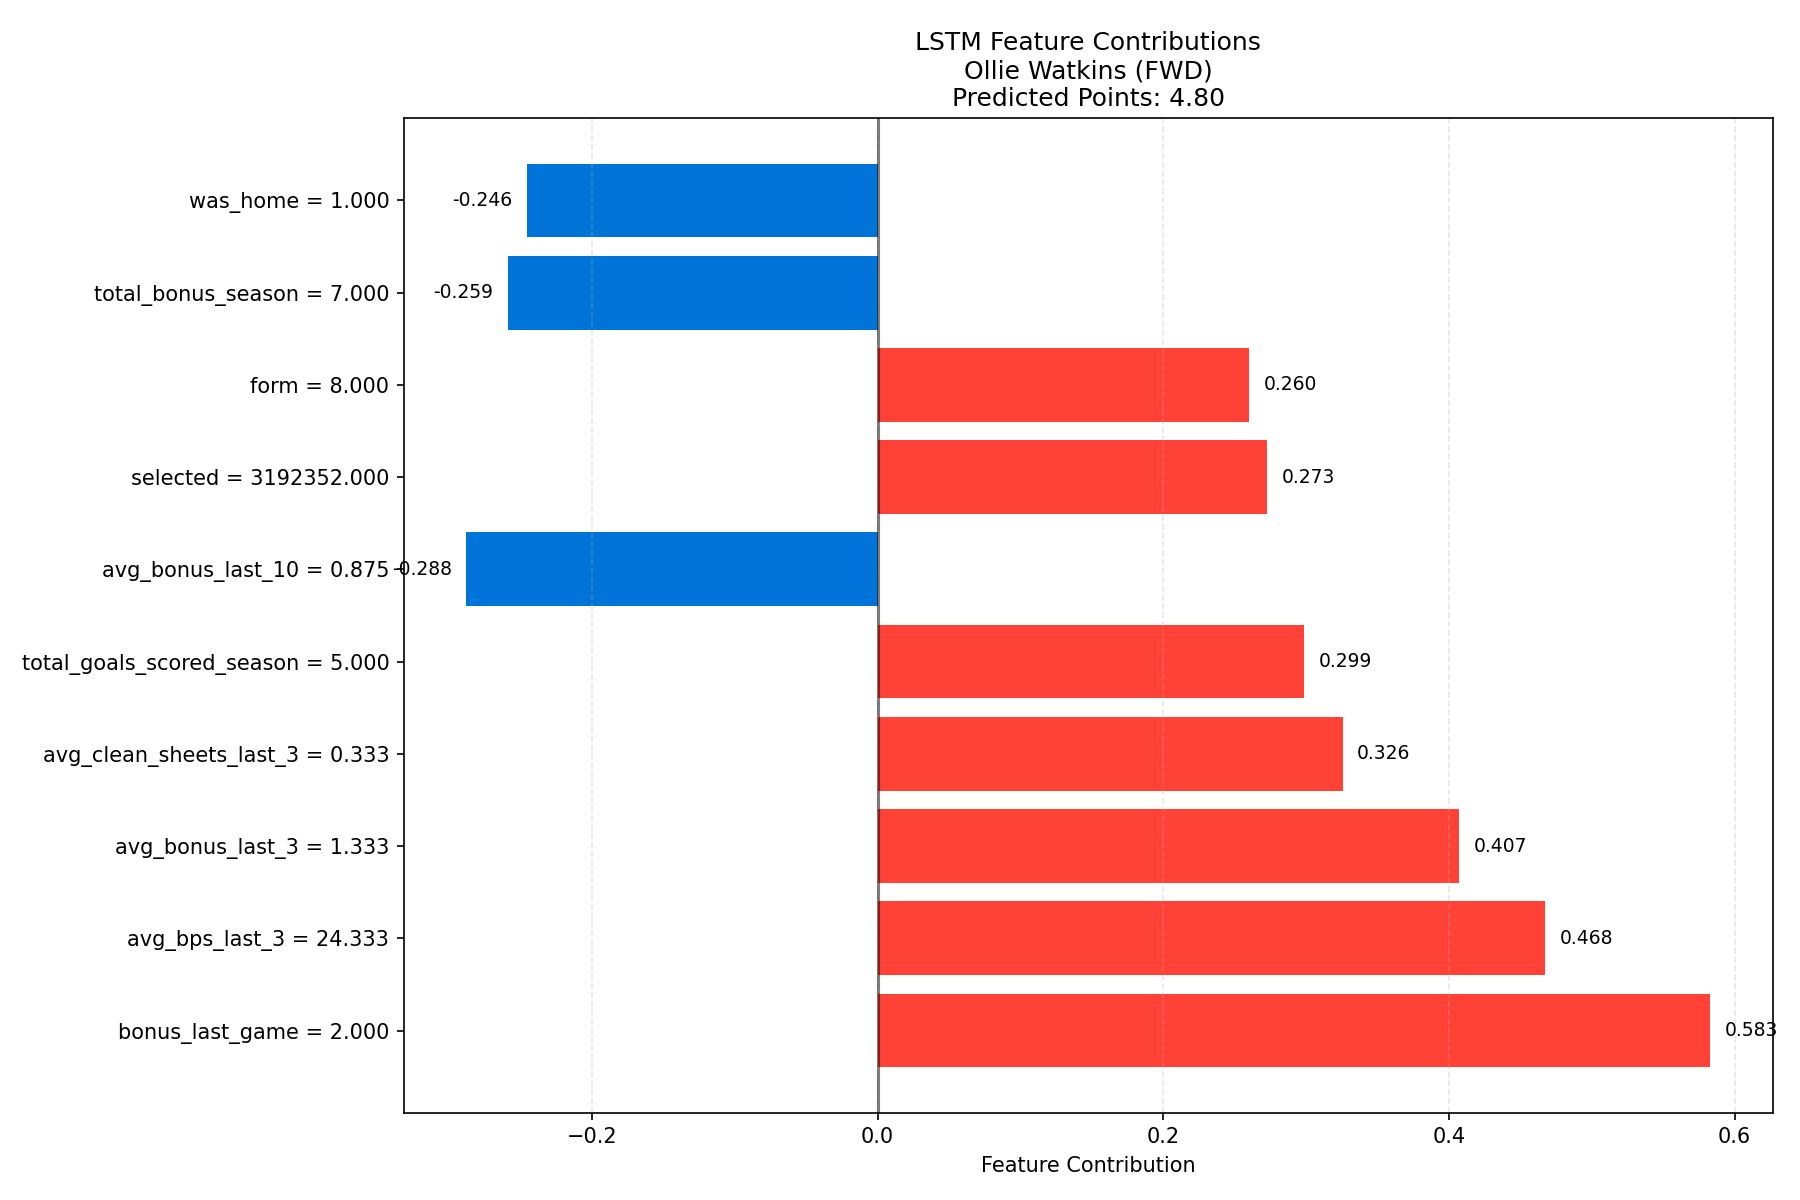 LSTM Feature Contributions
Ollie Watkins (FWD)
Predicted Points: 4.80
was_home = 1.000
-0.246
total_bonus_season = 7.000
-0.259
form = 8.000
0.260
selected = 3192352.000
0.273
avg_bonus_last_10 = 0.875
-0.288
total_goals_scored_season = 5.000
0.299
avg_clean_sheets_last_3 = 0.333
0.326
avg_bonus_last_3 = 1.333
0.407
avg_bps_last_3 = 24.333
0.468
bonus_last_game = 2.000
0.583
−0.2 0.0 0.2 0.4 0.6
Feature Contribution